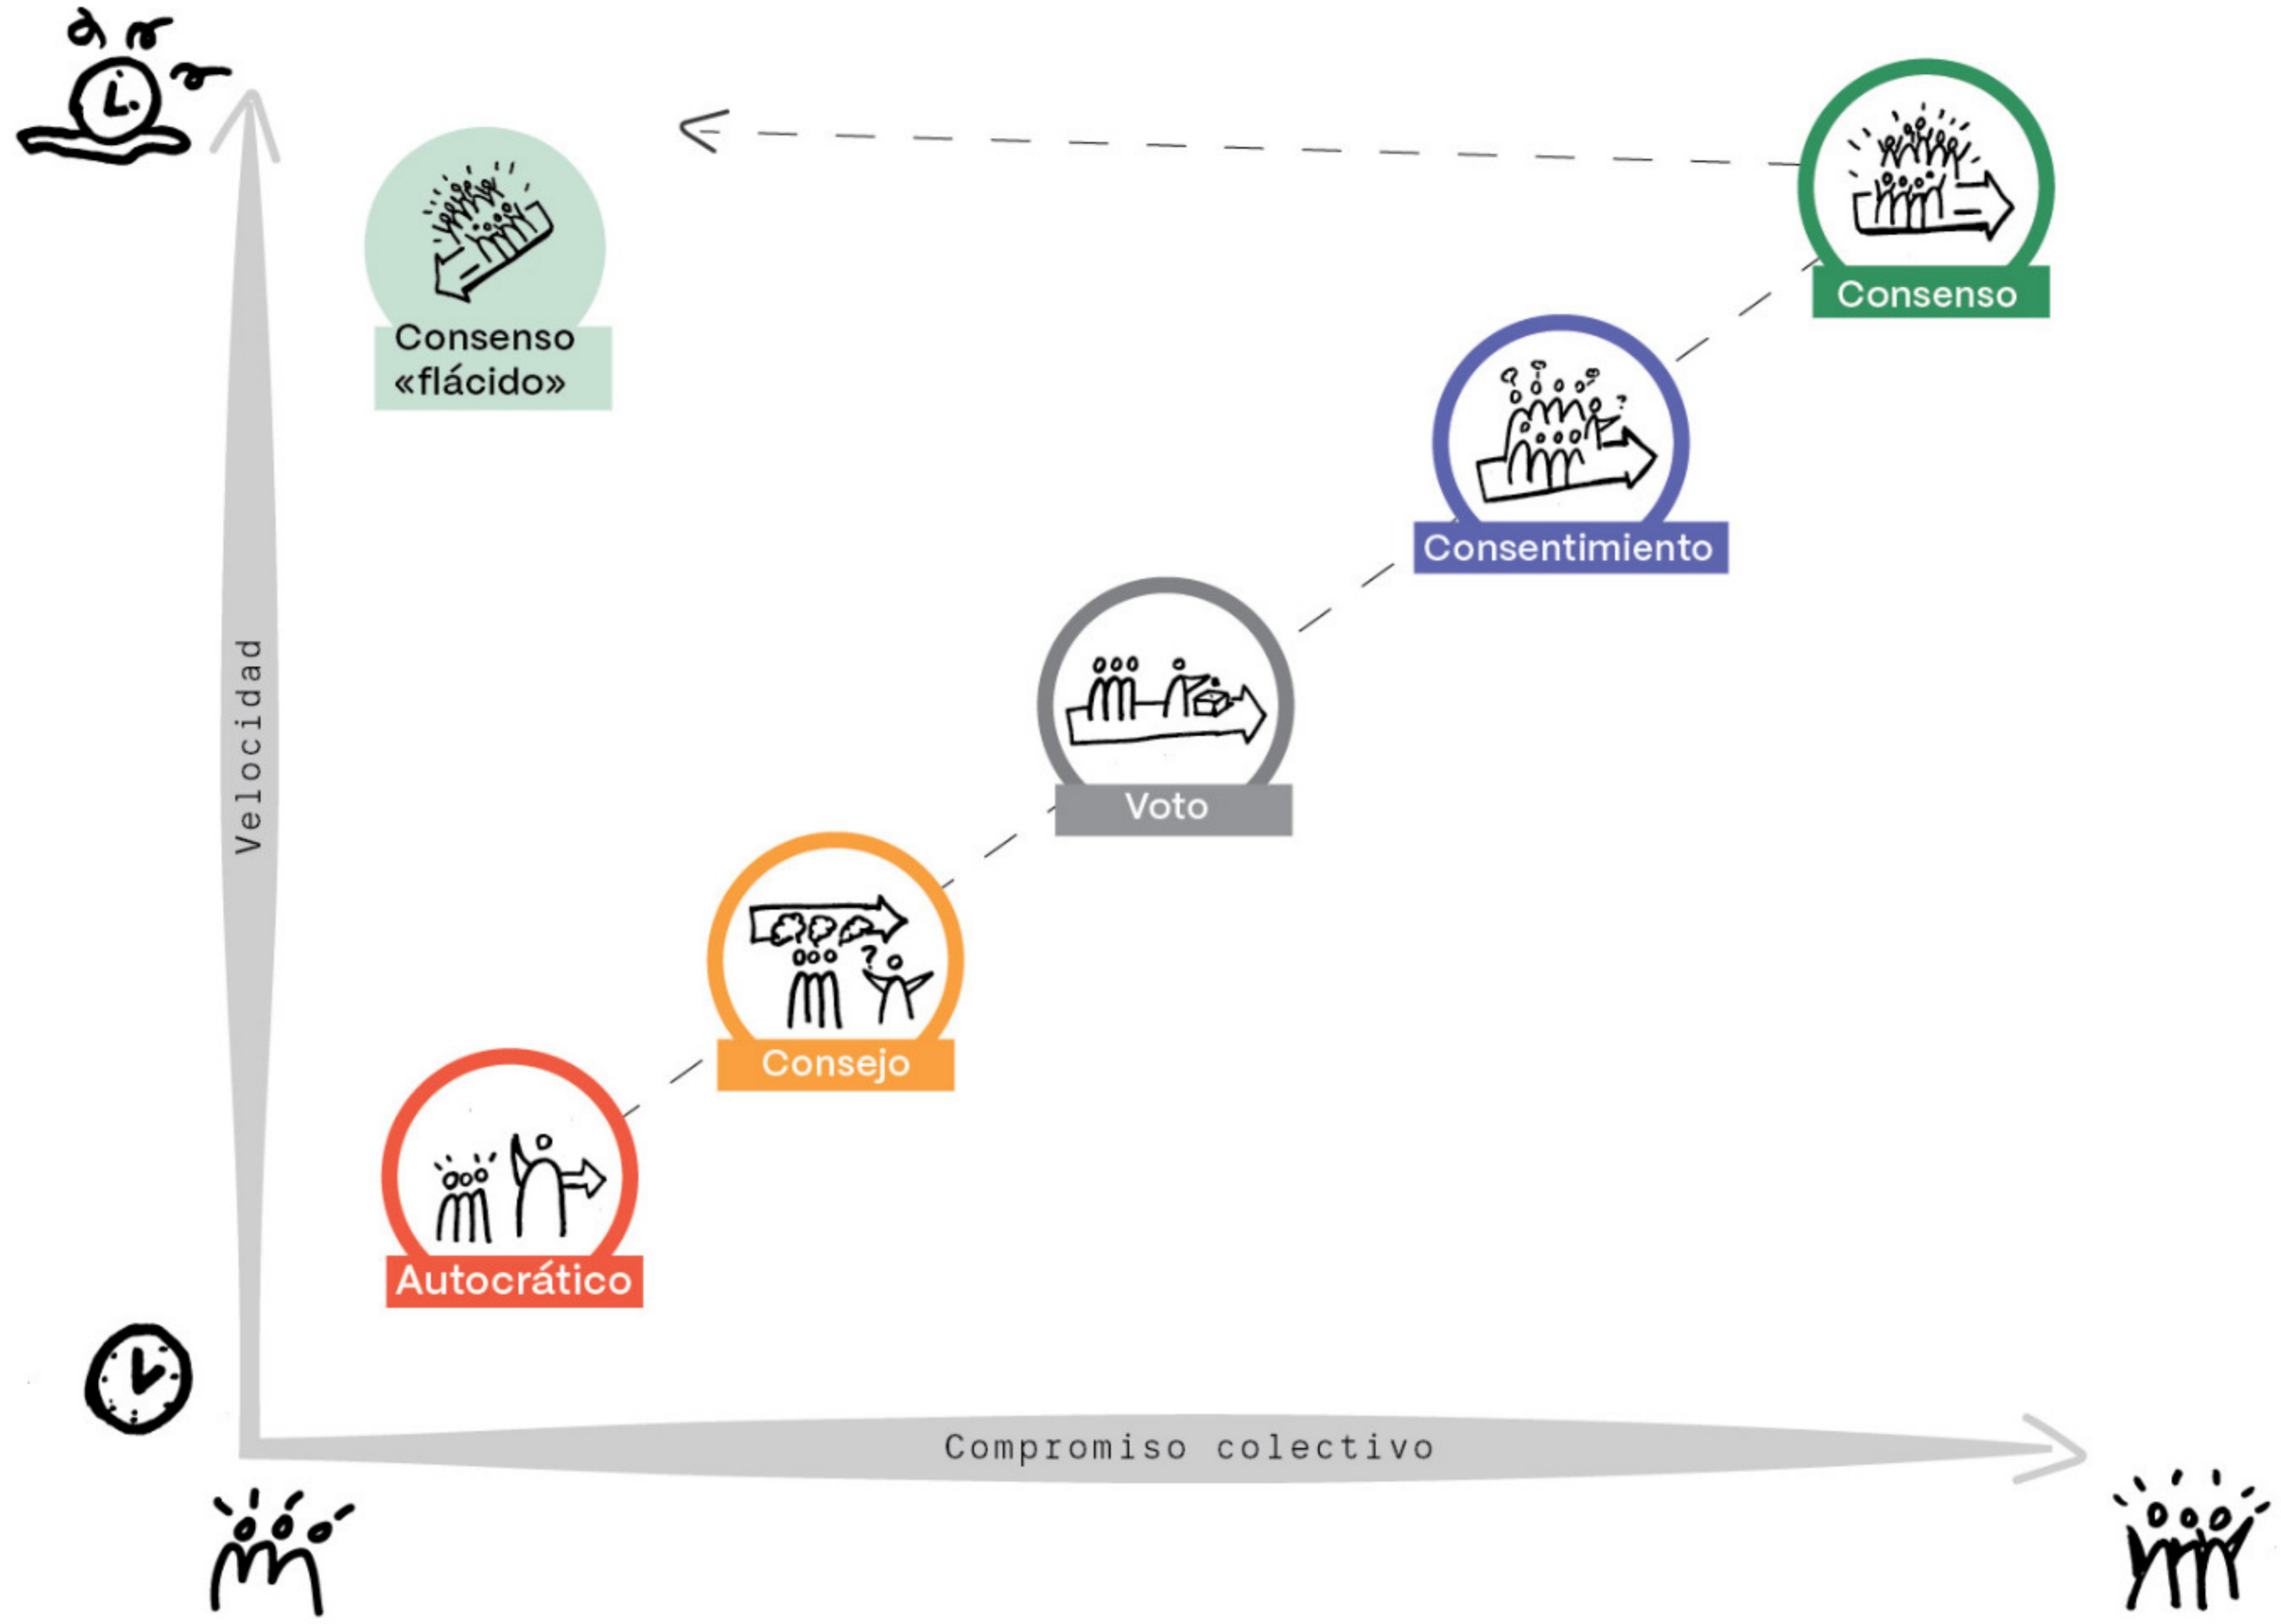 Consenso
Consenso
«flácido»
Consentimiento
Velocidad
Voto
Consejo
Autocrático
Compromiso colectivo